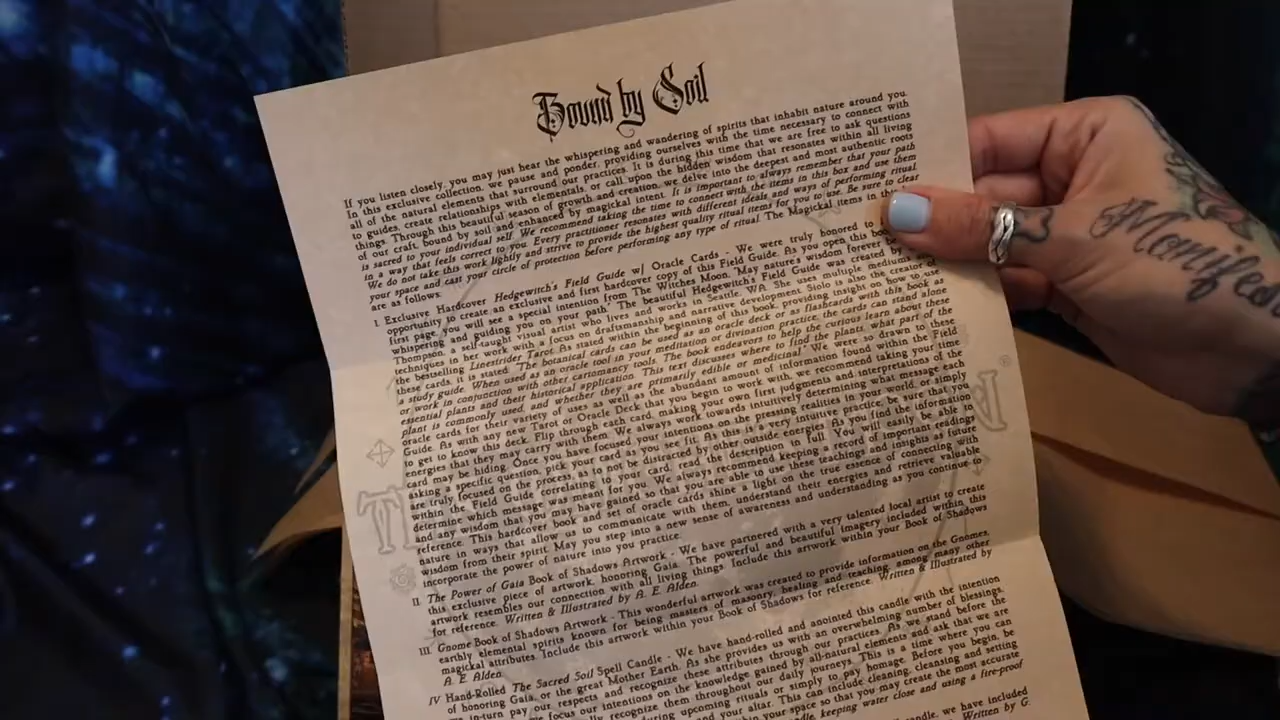 Bound by Soil
If you listen closely, you may just hear the whispering and wandering of spirits that inhabit nature around you.
In this exclusive collection, we pause and ponder, providing ourselves with the time necessary to connect with
all of the natural elements that surround our practices. It is during this time that we are free to ask questions
to guides, create relationships with elementals, or call upon the hidden wisdom that resonates within all living
things. Through this beautiful season of growth and creation, we delve into the deepest and most authentic roots
of our craft, bound by soil and enhanced by magickal intent. It is important to always remember that your path
is sacred to your individual self. We recommend taking the time to connect with the items in this box and use them
in a way that feels correct to you. Every practitioner resonates with different ideals and ways of performing ritual.
We do not take this work lightly and strive to provide the highest quality ritual items for you to use. Be sure to clear
your space and cast your circle of protection before performing any type of ritual. The Magickal items in
are as follows:
I. Exclusive Hardcover Hedgewitch's Field Guide w/ Oracle Cards - We were truly honored to
opportunity to create an exclusive and first hardcover copy of this Field Guide. As you open this book
first page, you will see a special intention from The Witches Moon. "May nature's wisdom forever be
whispering and guiding you on your path." The beautiful Hedgewitch's Field Guide was created by
Thompson, a self-taught visual artist who lives and works in Seattle, WA. She uses multiple mediums
techniques in her work with a focus on draftsmanship and narrative development. Siolo is also the creator of
the bestselling Linestrider Tarot. As stated within the beginning of this book, providing insight on how to use
these cards, it is stated, "The botanical cards can be used as an oracle deck or as flashcards with this book as
a study guide. When used as an oracle tool in your meditation or divination practice, the cards can stand alone
or work in conjunction with other cartomancy tools. The book endeavors to help the curious learn about these
essential plants and their historical application. This text discusses where to find the plants, what part of the
plant is commonly used, and whether they are primarily edible or medicinal." We were so drawn to these
oracle cards for their variety of uses as well as the abundant amount of information found within the Field
Guide. As with any new Tarot or Oracle Deck that you begin to work with, we recommend taking your time
to get to know this deck. Flip through each card, making your own first judgments and interpretations of the
energies that they may carry with them. We always work towards intuitively determining what message each
card may be hiding. Once you have focused your intentions on the pressing realities in your world, or simply
asking a specific question, pick your card as you see fit. As this is a very intuitive practice, be sure that you
are truly focused on the process, as to not be distracted by other outside energies. As you find the information
within the Field Guide correlating to your card, read the description in full. You will easily be able to
determine which message was meant for you. We always recommend keeping a record of important readings
and any wisdom that you may have gained so that you are able to use these teachings and insights as future
reference. This hardcover book and set of oracle cards shine a light on the true essence of connecting with
nature in ways that allow us to communicate with them, understand their energies and retrieve valuable
wisdom from their spirit. May you step into a new sense of awareness and understanding as you continue to
incorporate the power of nature into you practice.
II. The Power of Gaia Book of Shadows Artwork - We have partnered with a very talented local artist to create
this exclusive piece of artwork, honoring Gaia. The powerful and beautiful imagery included within this
artwork resembles our connection with all living things. Include this artwork within your Book of Shadows
for reference. Written & Illustrated by A. E. Alden.
III. Gnome Book of Shadows Artwork - This wonderful artwork was created to provide information on the Gnomes,
earthly elemental spirits known for being masters of masonry, healing and teaching, among many other
magickal attributes. Include this artwork within your Book of Shadows for reference. Written & Illustrated by
A. E. Alden
IV Hand-Rolled The Sacred Soil Spell Candle - We have hand-rolled and anointed this candle with the intention
of honoring Gaia, or the great Mother Earth. As she provides us with an overwhelming number of blessings,
we in-turn pay our respects and recognize these attributes through our practices. As we stand before the
we focus our intentions on the knowledge gained by all-natural elements and ask that we are
recognize them throughout our daily journeys. This is a time where you can
during upcoming rituals or simply to pay homage. Before you begin, be
and your altar. This can include cleaning, cleansing and setting
within your space so that you may create the most accurate
candle, keeping water close and using a fire-proof
candle, we have included
Written by G.
Manifest